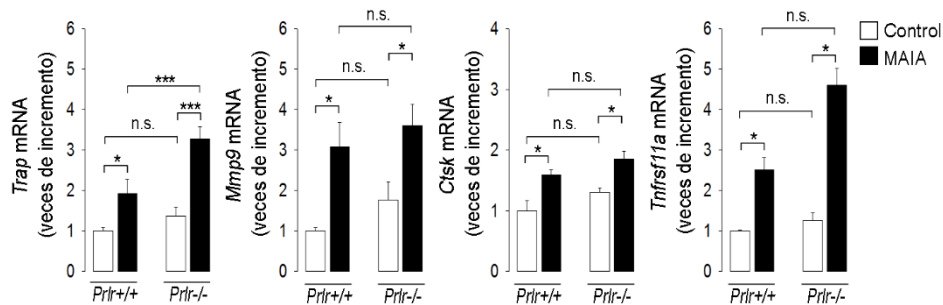 Trap mRNA
(veces de incremento)
6
5
4
3
2
1
0
n.s.
*
***
***
Prlr+/+
Prlr-/-
Mmp9 mRNA
(veces de incremento)
6
5
4
3
2
1
0
n.s.
n.s.
*
*
Prlr+/+
Prlr-/-
Ctsk mRNA
(veces de incremento)
4
3
2
1
0
n.s.
n.s.
*
*
Prlr+/+
Prlr-/-
Tnfrsf11a mRNA
(veces de incremento)
6
5
4
3
2
1
0
n.s.
n.s.
*
*
Prlr+/+
Prlr-/-
Control
MAIA